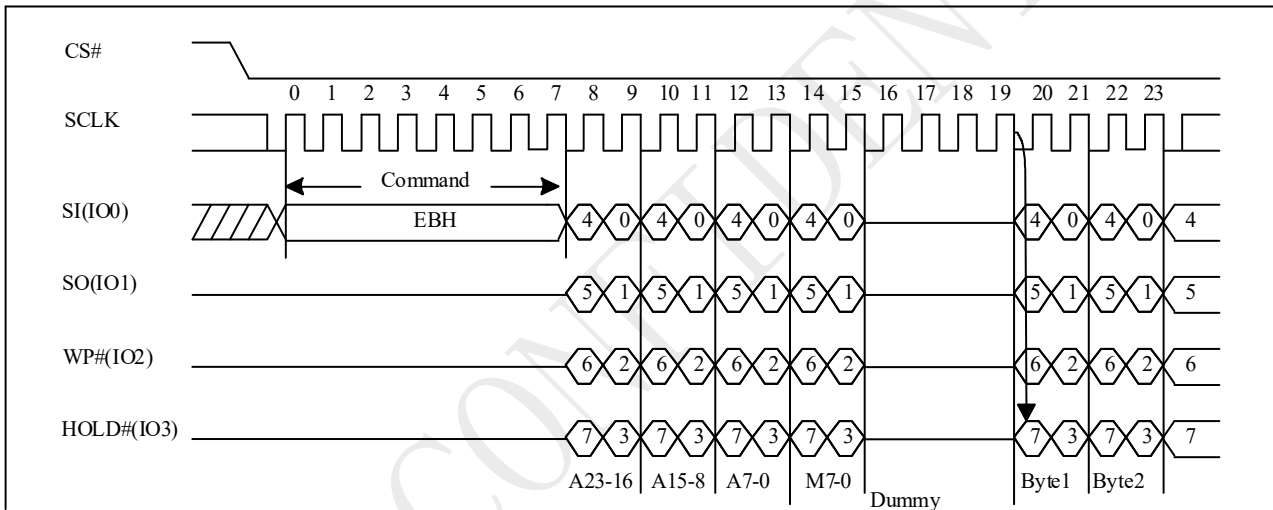 CS#
0 1 2 3 4 5 6 7 8 9 10 11 12 13 14 15 16 17 18 19 20 21 22 23
SCLK
Command
SI(IO0) EBH 4 0 4 0 4 0 4 0 4 0 4 0 4
SO(IO1) 5 1 5 1 5 1 5 1 5 1 5 1 5
WP#(IO2) 6 2 6 2 6 2 6 2 6 2 6 2 6
HOLD#(IO3) 7 3 7 3 7 3 7 3 7 3 7 3 7
A23-16 A15-8 A7-0 M7-0 Dummy Byte1 Byte2
CONFIDEN